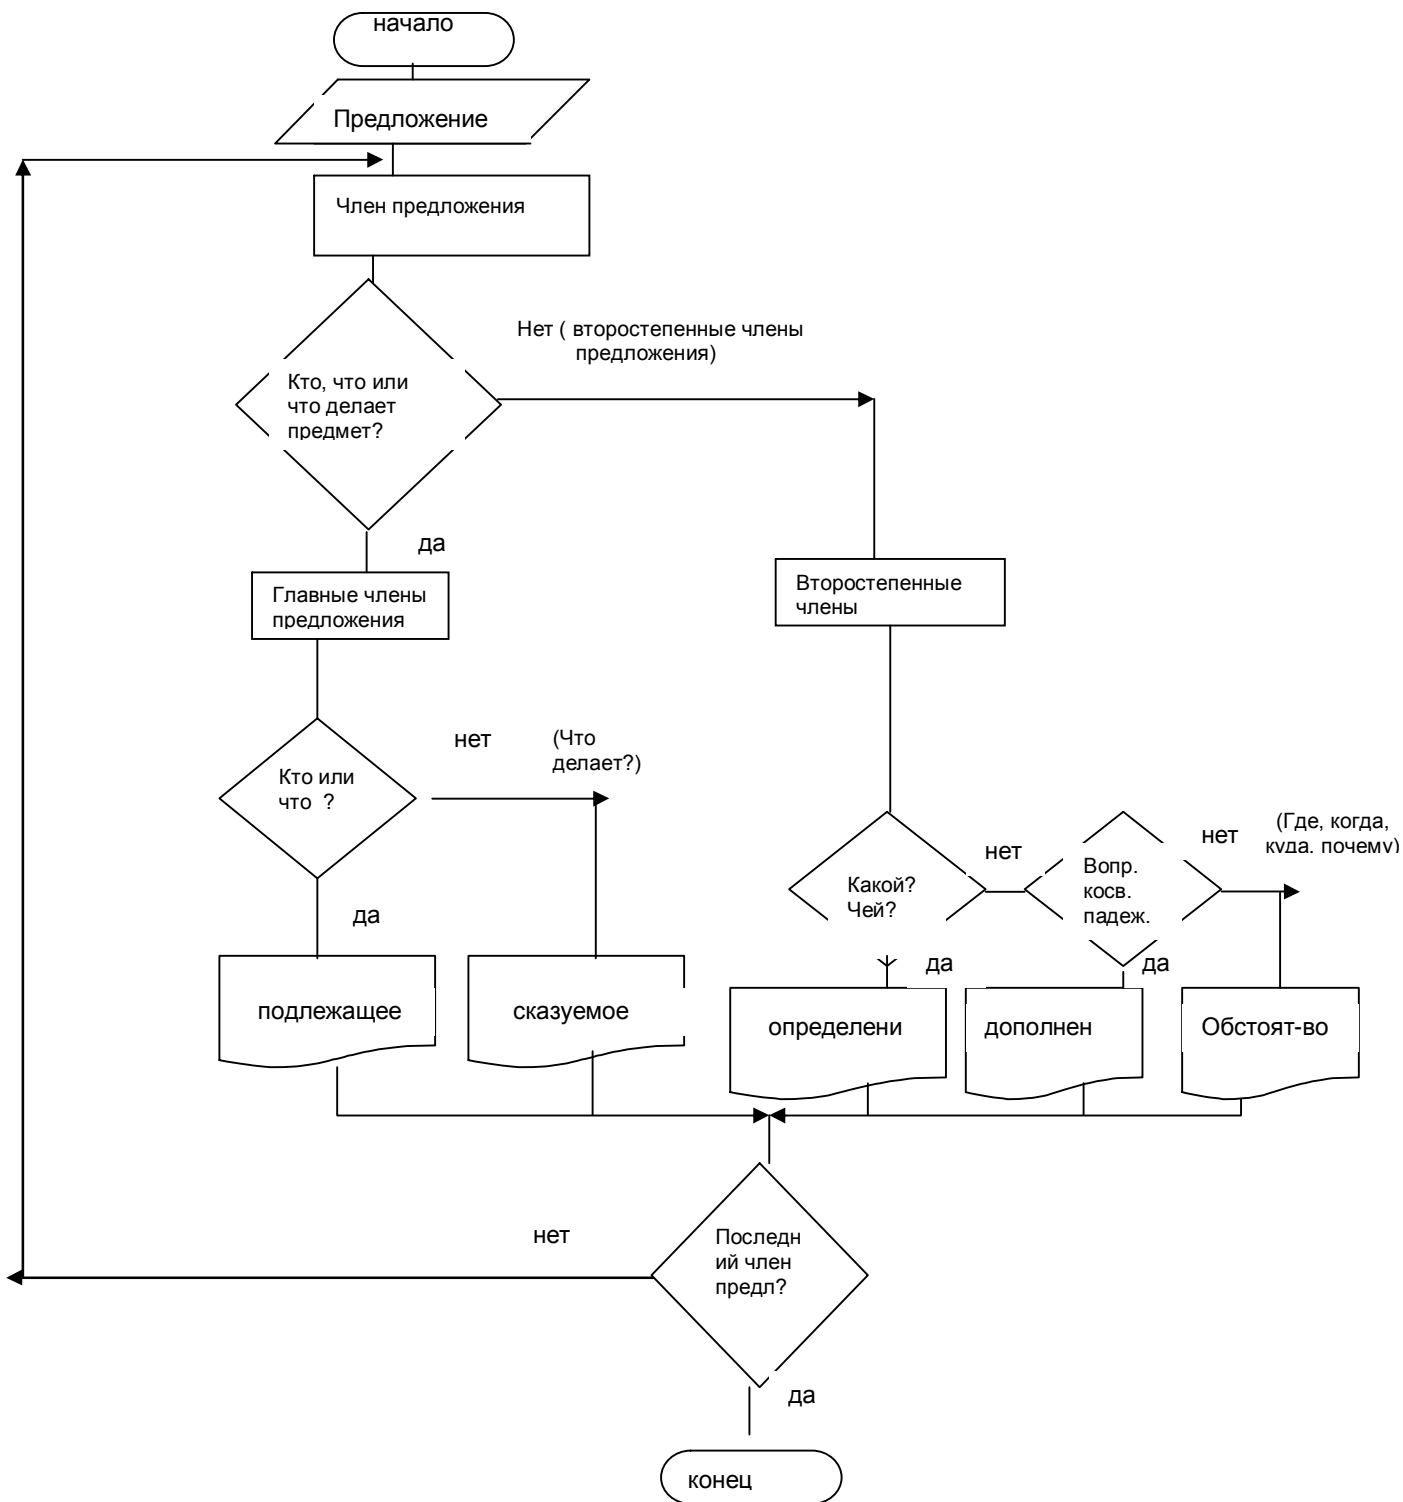 начало
Предложение
Член предложения
Нет ( второстепенные члены
предложения)
Кто, что или
что делает
предмет?
да
Главные члены
предложения
Второстепенные
члены
нет
(Что
делает?)
Кто или
что ?
да
Какой?
Чей?
нет
Вопр.
косв.
падеж.
нет
(Где, когда,
куда, почему)
да
да
подлежащее
сказуемое
определени
дополнен
Обстоят-во
нет
Последн
ий член
предл?
да
конец